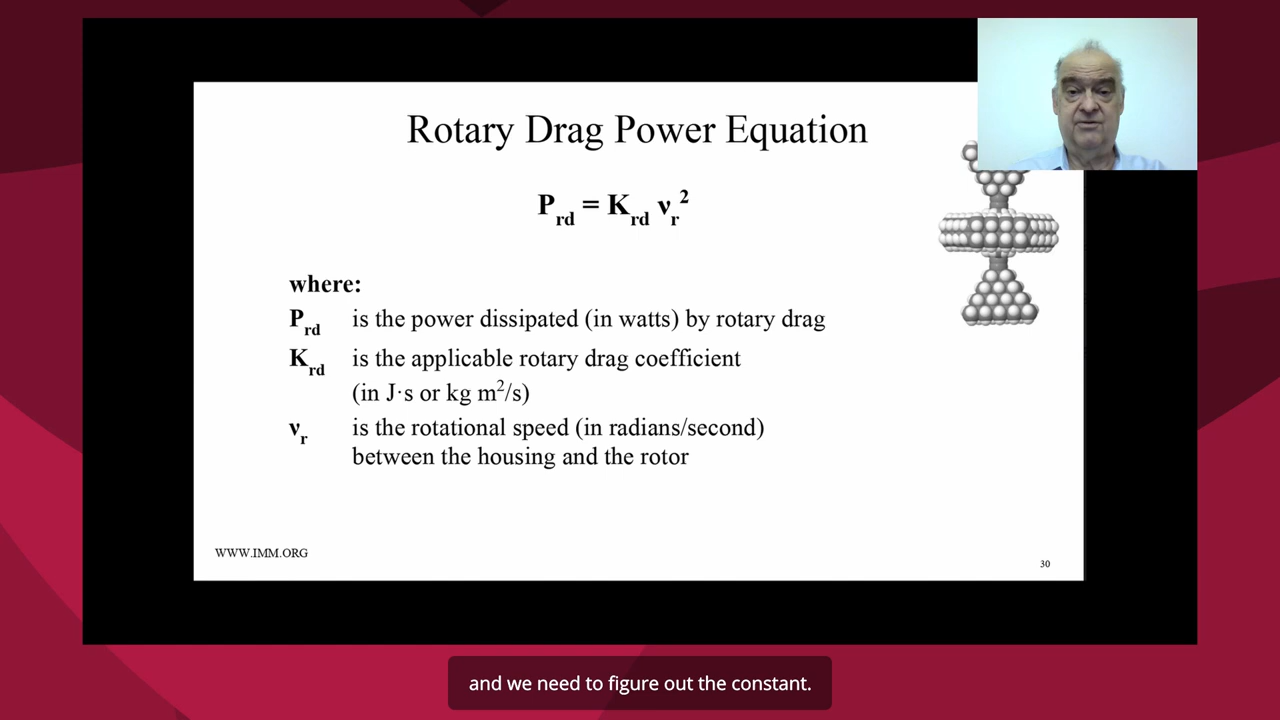 Rotary Drag Power Equation
P_rd = K_rd ν_r²
where:
P_rd is the power dissipated (in watts) by rotary drag
K_rd is the applicable rotary drag coefficient
(in J·s or kg m²/s)
ν_r is the rotational speed (in radians/second)
between the housing and the rotor
WWW.IMM.ORG
30
and we need to figure out the constant.